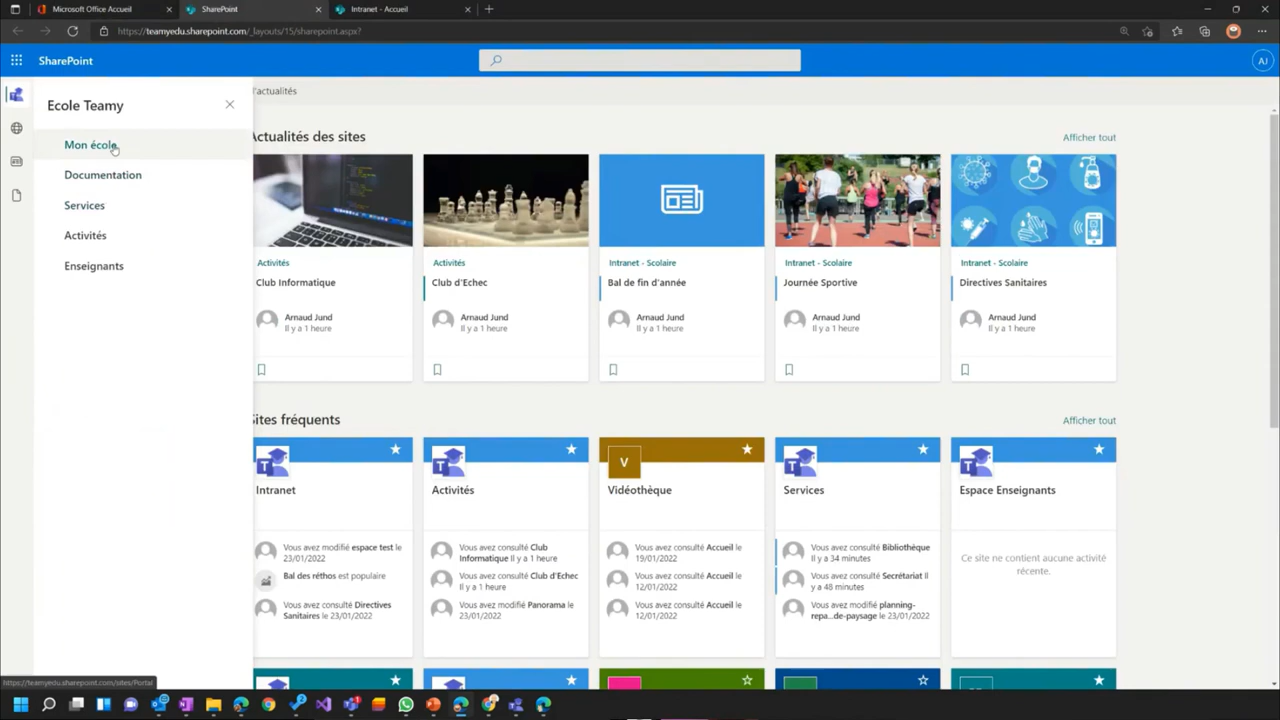 Microsoft Office Accueil
SharePoint
Intranet - Accueil
https://teamyedu.sharepoint.com/_layouts/15/sharepoint.aspx?
SharePoint
AJ
Ecole Teamy
Mon école
Documentation
Services
Activités
Enseignants
'actualités
Actualités des sites
Afficher tout
Activités
Club Informatique
Arnaud Jund
Il y a 1 heure
Activités
Club d'Echec
Arnaud Jund
Il y a 1 heure
Intranet - Scolaire
Bal de fin d'année
Arnaud Jund
Il y a 1 heure
Intranet - Scolaire
Journée Sportive
Arnaud Jund
Il y a 1 heure
Intranet - Scolaire
Directives Sanitaires
Arnaud Jund
Il y a 1 heure
Sites fréquents
Afficher tout
Intranet
Vous avez modifié espace test le
23/01/2022
Bal des réthos est populaire
Vous avez consulté Directives
Sanitaires le 23/01/2022
Activités
Vous avez consulté Club
Informatique Il y a 1 heure
Vous avez consulté Club d'Echec
Il y a 1 heure
Vous avez modifié Panorama le
23/01/2022
V
Vidéothèque
Vous avez consulté Accueil le
19/01/2022
Vous avez consulté Accueil le
12/01/2022
Vous avez consulté Accueil le
12/01/2022
Services
Vous avez consulté Bibliothèque
Il y a 34 minutes
Vous avez consulté Secrétariat Il
y a 48 minutes
Vous avez modifié planning-
repa...de-paysage le 23/01/2022
Espace Enseignants
Ce site ne contient aucune activité
récente.
https://teamyedu.sharepoint.com/sites/Portal